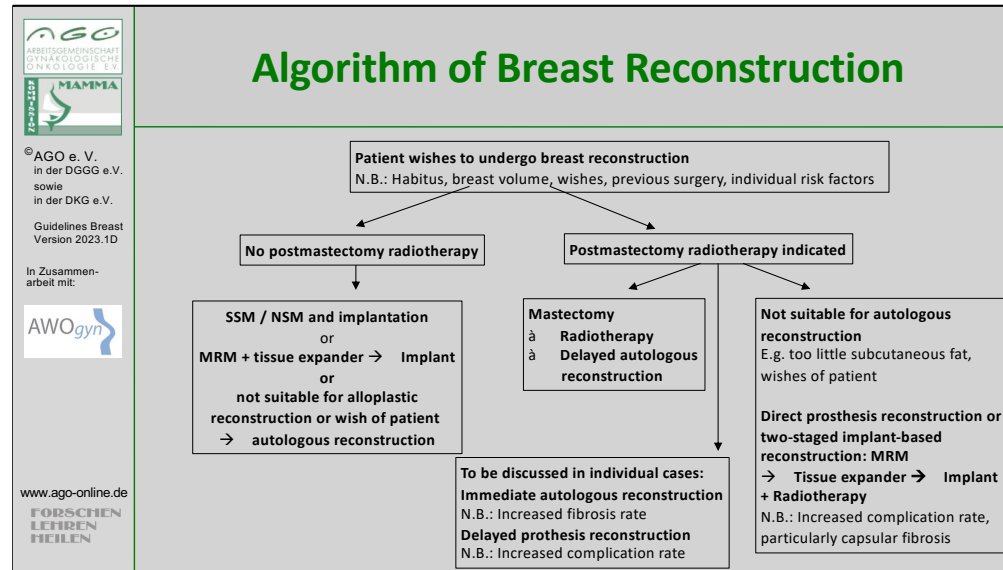 AGO
ARBEITSGEMEINSCHAFT
GYNÄKOLOGISCHE
ONKOLOGIE E.V.
KOMMISSION
MAMMA
©AGO e. V.
in der DGGG e.V.
sowie
in der DKG e.V.
Guidelines Breast
Version 2023.1D
In Zusammen-
arbeit mit:
AWOgyn
www.ago-online.de
FORSCHEN
LEHREN
HEILEN
Algorithm of Breast Reconstruction
Patient wishes to undergo breast reconstruction
N.B.: Habitus, breast volume, wishes, previous surgery, individual risk factors
No postmastectomy radiotherapy
Postmastectomy radiotherapy indicated
SSM / NSM and implantation
or
MRM + tissue expander → Implant
or
not suitable for alloplastic
reconstruction or wish of patient
→ autologous reconstruction
Mastectomy
à Radiotherapy
à Delayed autologous
reconstruction
To be discussed in individual cases:
Immediate autologous reconstruction
N.B.: Increased fibrosis rate
Delayed prothesis reconstruction
N.B.: Increased complication rate
Not suitable for autologous
reconstruction
E.g. too little subcutaneous fat,
wishes of patient
Direct prosthesis reconstruction or
two-staged implant-based
reconstruction: MRM
→ Tissue expander → Implant
+ Radiotherapy
N.B.: Increased complication rate,
particularly capsular fibrosis